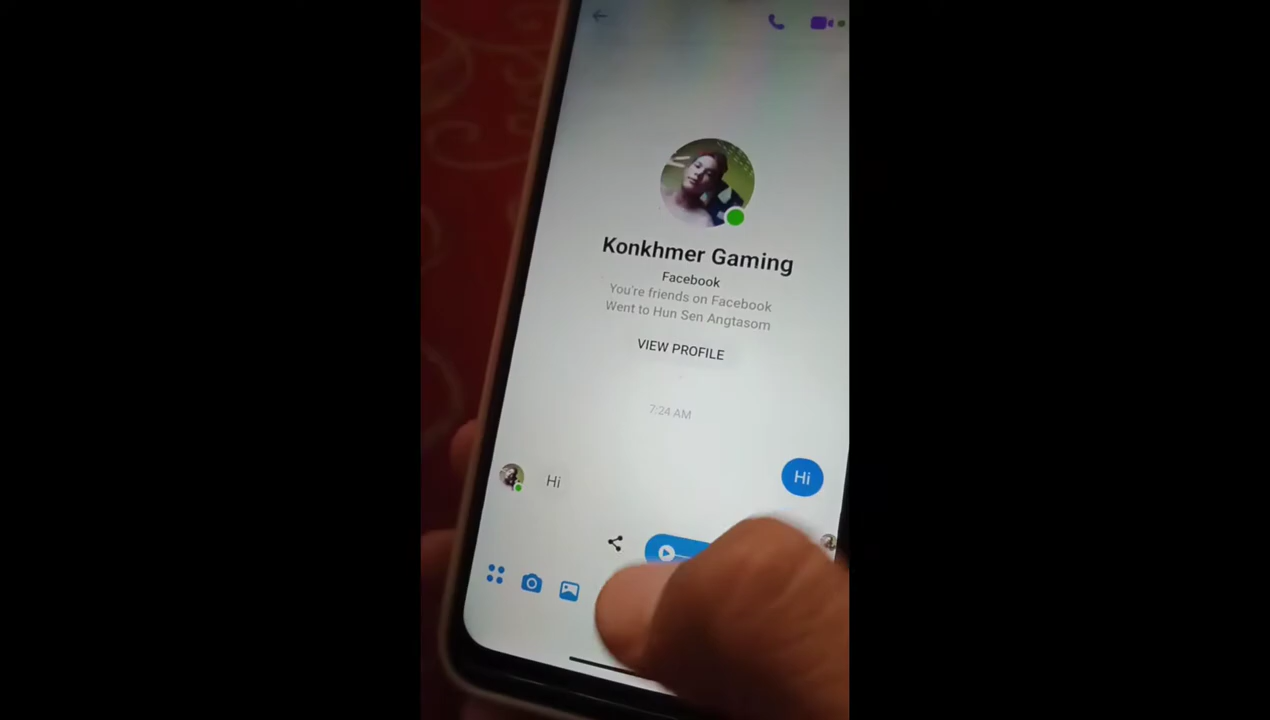 Konkhmer Gaming
Facebook
You're friends on Facebook
Went to Hun Sen Angtasom
VIEW PROFILE
7:24 AM
Hi
Hi